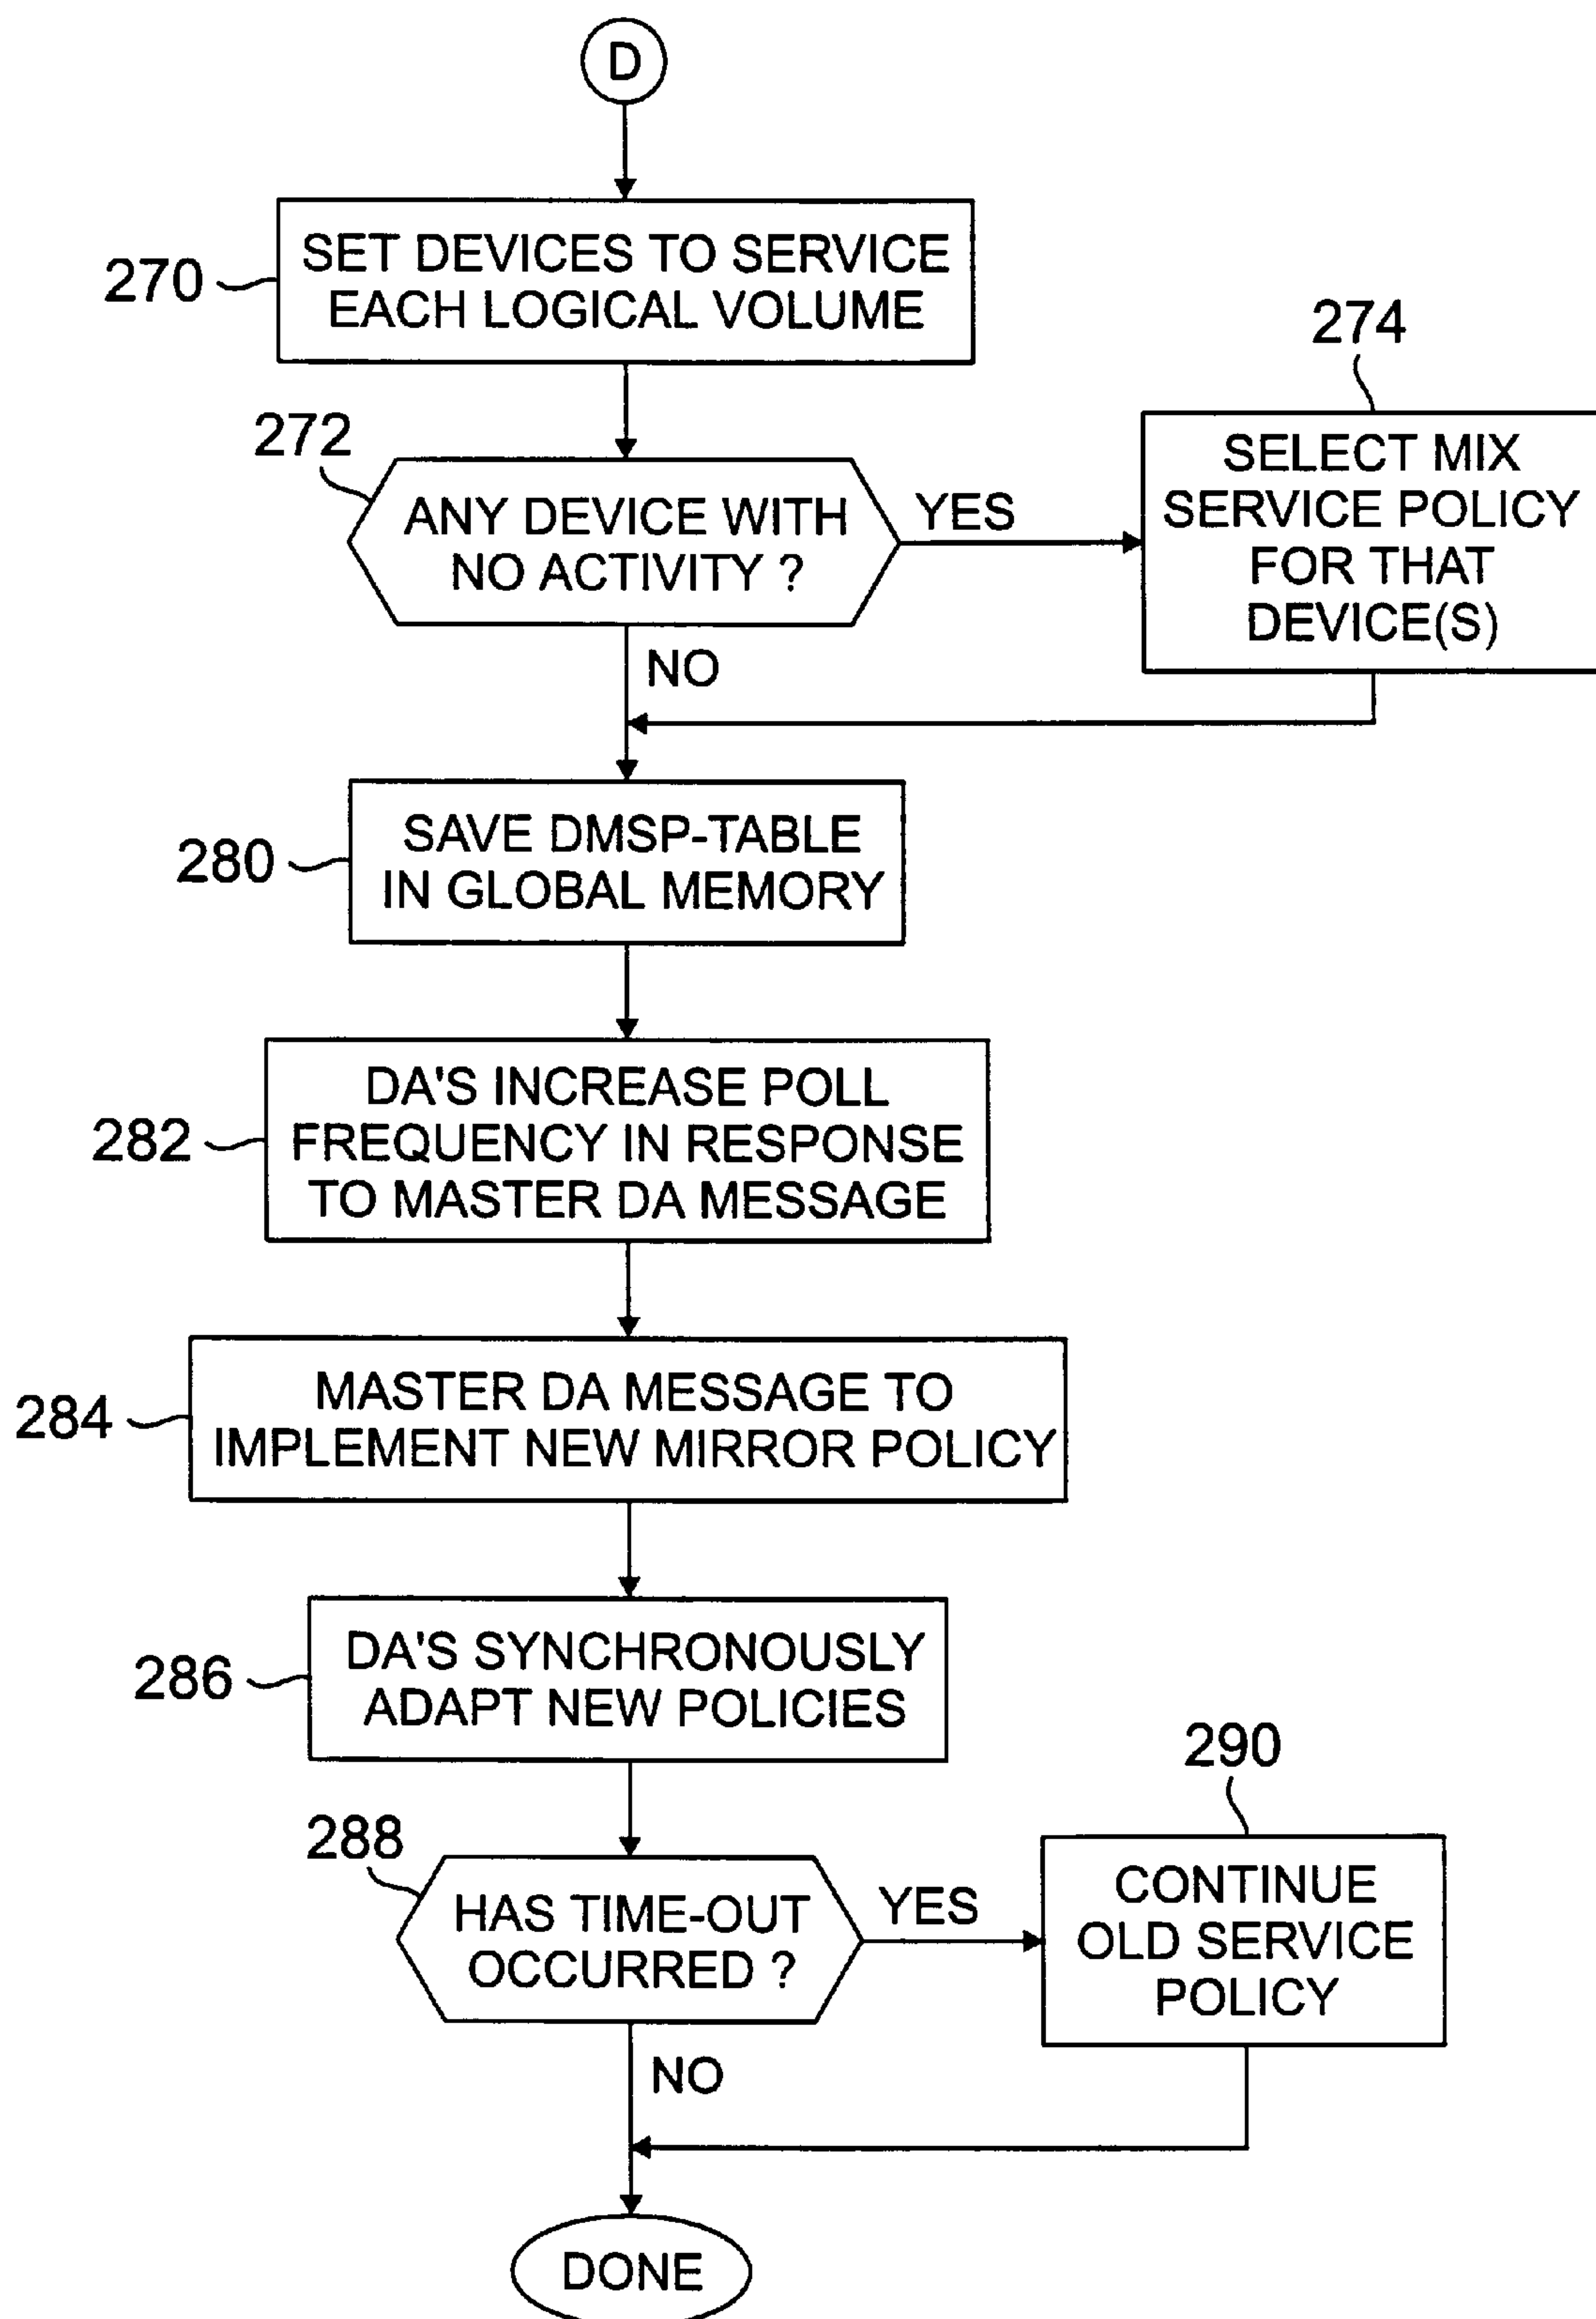 D
270
SET DEVICES TO SERVICE
EACH LOGICAL VOLUME
272
ANY DEVICE WITH
NO ACTIVITY ?
YES
274
SELECT MIX
SERVICE POLICY
FOR THAT
DEVICE(S)
NO
280
SAVE DMSP-TABLE
IN GLOBAL MEMORY
282
DA'S INCREASE POLL
FREQUENCY IN RESPONSE
TO MASTER DA MESSAGE
284
MASTER DA MESSAGE TO
IMPLEMENT NEW MIRROR POLICY
286
DA'S SYNCHRONOUSLY
ADAPT NEW POLICIES
288
HAS TIME-OUT
OCCURRED ?
YES
290
CONTINUE
OLD SERVICE
POLICY
NO
DONE